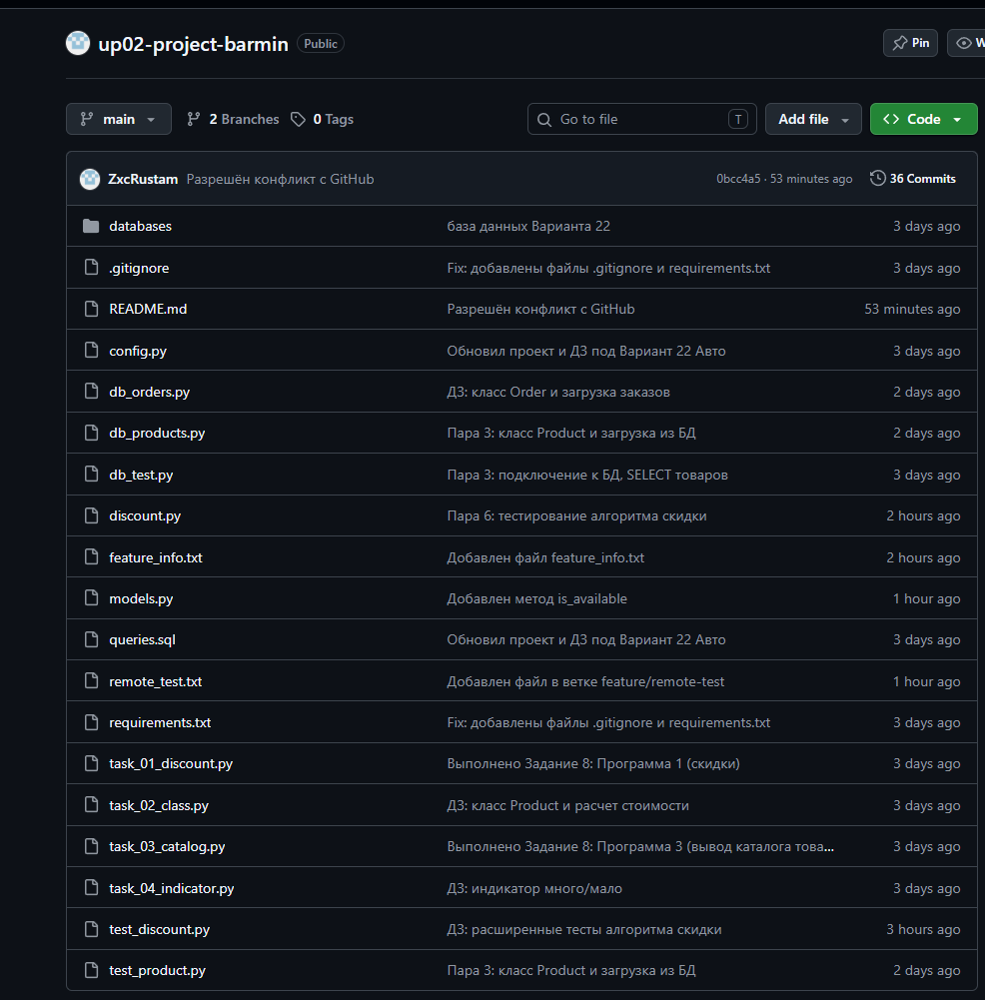 up02-project-barmin Public Pin
main 2 Branches 0 Tags Go to file T Add file Code
ZxcRustam Разрешён конфликт с GitHub 0bcc4a5 · 53 minutes ago 36 Commits
databases база данных Варианта 22 3 days ago
.gitignore Fix: добавлены файлы .gitignore и requirements.txt 3 days ago
README.md Разрешён конфликт с GitHub 53 minutes ago
config.py Обновил проект и ДЗ под Вариант 22 Авто 3 days ago
db_orders.py ДЗ: класс Order и загрузка заказов 2 days ago
db_products.py Пара 3: класс Product и загрузка из БД 2 days ago
db_test.py Пара 3: подключение к БД, SELECT товаров 3 days ago
discount.py Пара 6: тестирование алгоритма скидки 2 hours ago
feature_info.txt Добавлен файл feature_info.txt 2 hours ago
models.py Добавлен метод is_available 1 hour ago
queries.sql Обновил проект и ДЗ под Вариант 22 Авто 3 days ago
remote_test.txt Добавлен файл в ветке feature/remote-test 1 hour ago
requirements.txt Fix: добавлены файлы .gitignore и requirements.txt 3 days ago
task_01_discount.py Выполнено Задание 8: Программа 1 (скидки) 3 days ago
task_02_class.py ДЗ: класс Product и расчет стоимости 3 days ago
task_03_catalog.py Выполнено Задание 8: Программа 3 (вывод каталога това... 3 days ago
task_04_indicator.py ДЗ: индикатор много/мало 3 days ago
test_discount.py ДЗ: расширенные тесты алгоритма скидки 3 hours ago
test_product.py Пара 3: класс Product и загрузка из БД 2 days ago